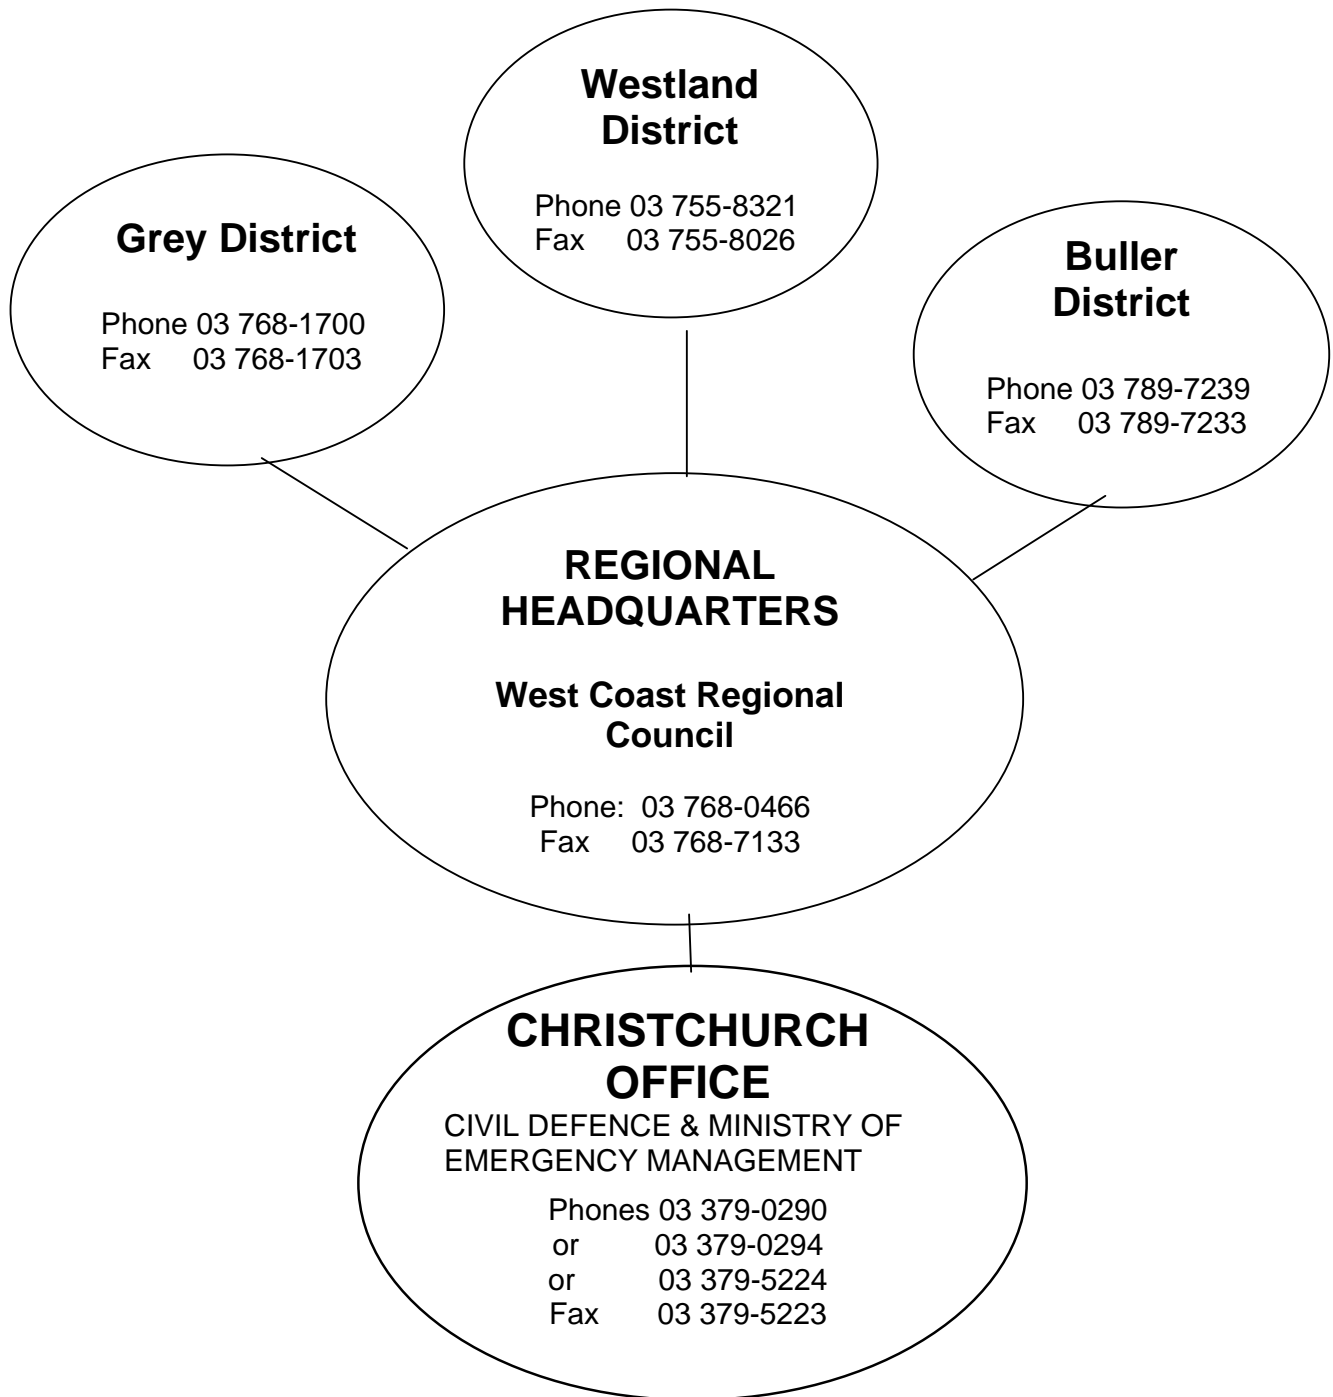 Westland
District
Phone 03 755-8321
Fax 03 755-8026
Grey District
Phone 03 768-1700
Fax 03 768-1703
Buller
District
Phone 03 789-7239
Fax 03 789-7233
REGIONAL
HEADQUARTERS
West Coast Regional
Council
Phone: 03 768-0466
Fax 03 768-7133
CHRISTCHURCH
OFFICE
CIVIL DEFENCE & MINISTRY OF
EMERGENCY MANAGEMENT
Phones 03 379-0290
or 03 379-0294
or 03 379-5224
Fax 03 379-5223